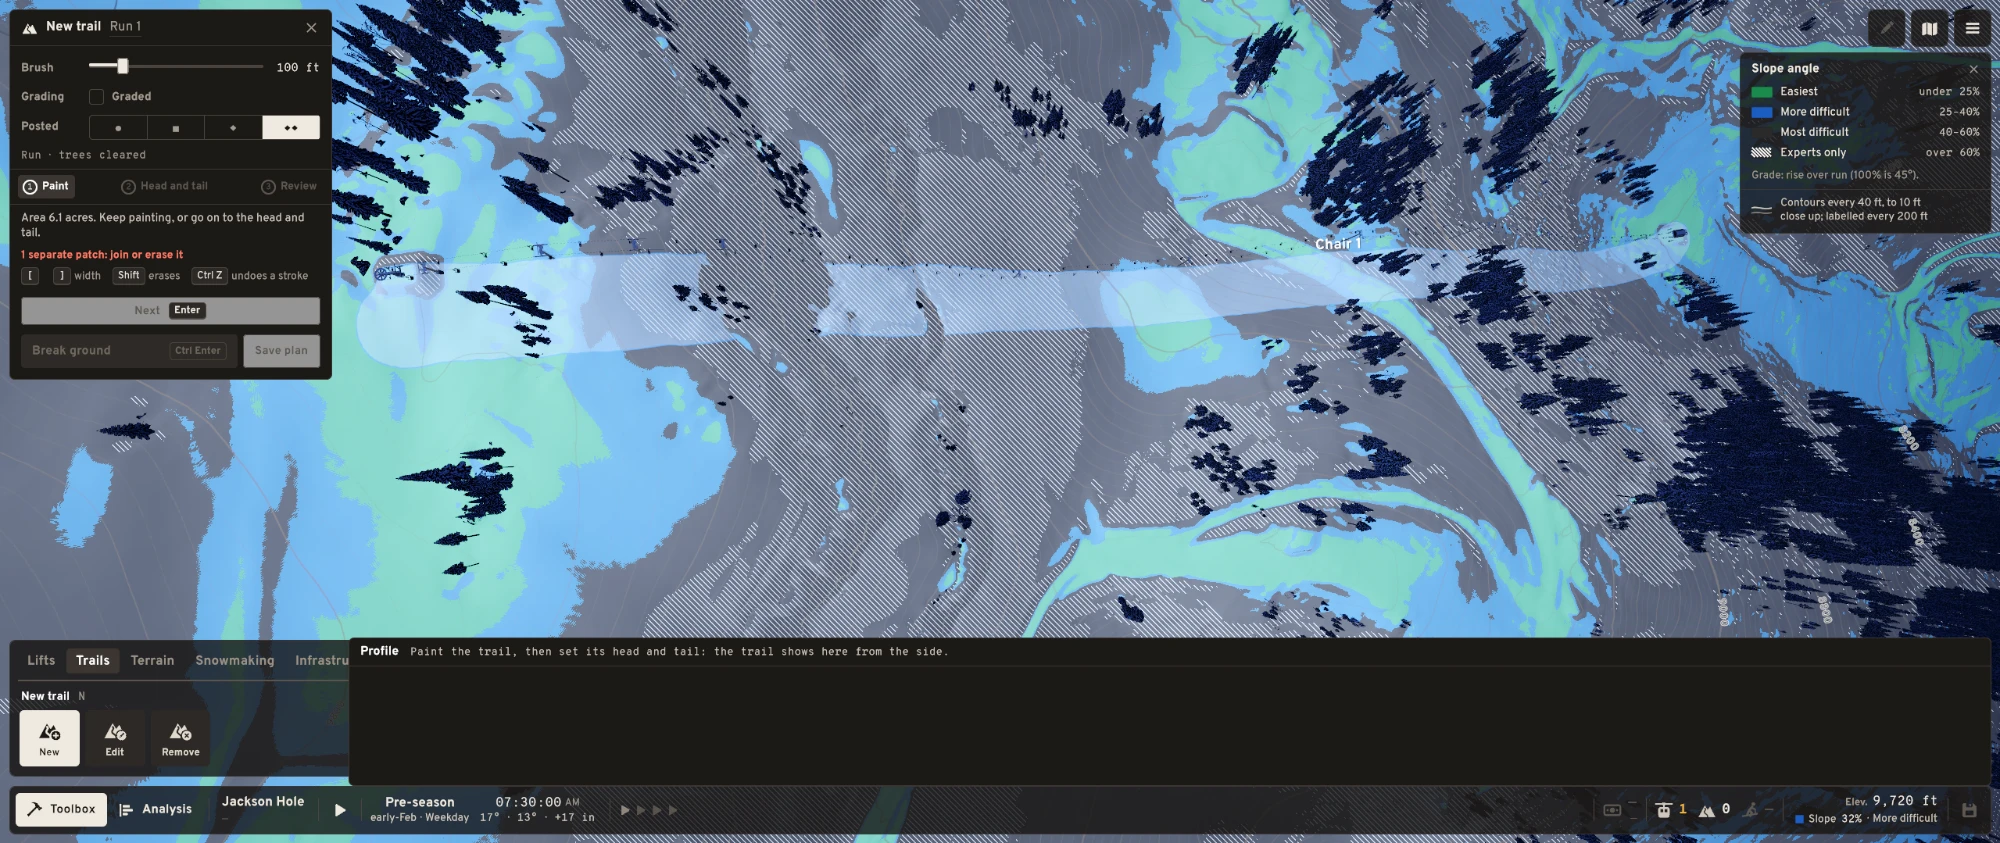 New trail Run 1
Brush 100 ft
Grading Graded
Posted
Run · trees cleared
1 Paint 2 Head and tail 3 Review
Area 6.1 acres. Keep painting, or go on to the head and
tail.
1 separate patch: join or erase it
[ ] width Shift erases Ctrl Z undoes a stroke
Next Enter
Break ground Ctrl Enter Save plan
Slope angle
Easiest under 25%
More difficult 25-40%
Most difficult 40-60%
Experts only over 60%
Grade: rise over run (100% is 45°).
Contours every 40 ft, to 10 ft
close up; labelled every 200 ft
Chair 1
Lifts Trails Terrain Snowmaking Infrastru
New trail N
New Edit Remove
Profile Paint the trail, then set its head and tail: the trail shows here from the side.
Toolbox Analysis
Jackson Hole
–
Pre-season
early-Feb · Weekday
07:30:00 AM
17° · 13° · +17 in
– 1 0 –
Elev. 9,720 ft
Slope 32% · More difficult